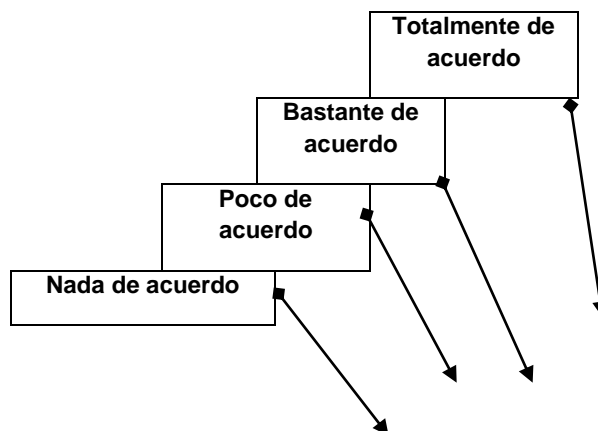 Totalmente de
acuerdo
Bastante de
acuerdo
Poco de
acuerdo
Nada de acuerdo